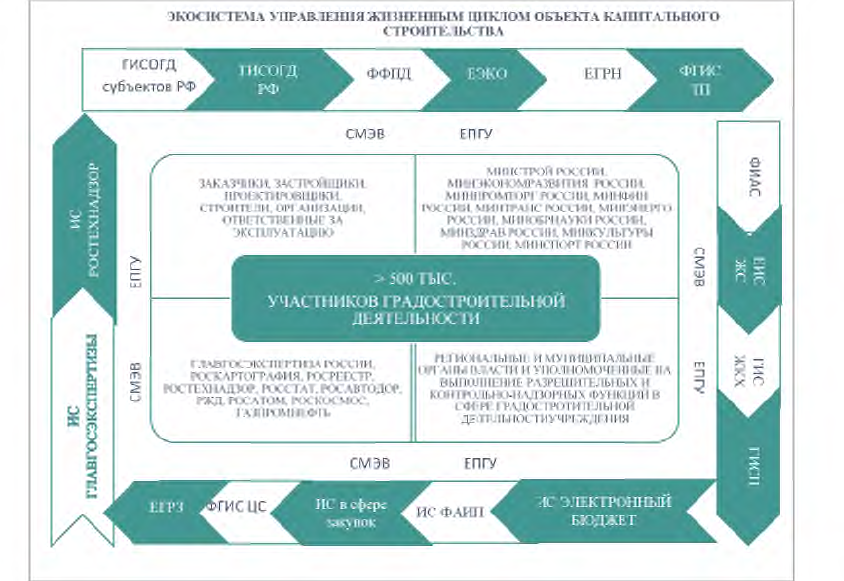 ЭКОСИСТЕМА УПРАВЛЕНИЯ ЖИЗНЕННЫМ ЦИКЛОМ ОБЪЕКТА КАПИТАЛЬНОГО
СТРОИТЕЛЬСТВА
ГИСОГД
субъектов РФ
ГИСОГД
РФ
ФФПД
ЕЭКО
ЕГРН
ФГИС
ТП
СМЭВ
ЕПГУ
ФИАС
ЕИС
ЖС
ГИС
ЖКХ
ГИСП
СМЭВ
ЕПГУ
ИС
РОСТЕХНАДЗОР
ИС
ГЛАВГОСЭКСПЕРТИЗЫ
ЕПГУ
СМЭВ
ЗАКАЗЧИКИ, ЗАСТРОЙЩИКИ,
ПРОЕКТИРОВЩИКИ,
СТРОИТЕЛИ, ОРГАНИЗАЦИИ,
ОТВЕТСТВЕННЫЕ ЗА
ЭКСПЛУАТАЦИЮ
МИНСТРОЙ РОССИИ,
МИНЭКОНОМРАЗВИТИЯ РОССИИ,
МИНПРОМТОРГ РОССИИ, МИНФИН
РОССИИ, МИНТРАНС РОССИИ, МИНЭНЕРГО
РОССИИ, МИНОБРНАУКИ РОССИИ,
МИНЗДРАВ РОССИИ, МИНКУЛЬТУРЫ
РОССИИ, МИНСПОРТ РОССИИ
> 500 ТЫС.
УЧАСТНИКОВ ГРАДОСТРОИТЕЛЬНОЙ
ДЕЯТЕЛЬНОСТИ
ГЛАВГОСЭКСПЕРТИЗА РОССИИ,
РОСКАРТОГРАФИЯ, РОСРЕЕСТР,
РОСТЕХНАДЗОР, РОССТАТ, РОСАВТОДОР,
РЖД, РОСАТОМ, РОСКОСМОС,
ГАЗПРОМНЕФТЬ
РЕГИОНАЛЬНЫЕ И МУНИЦИПАЛЬНЫЕ
ОРГАНЫ ВЛАСТИ И УПОЛНОМОЧЕННЫЕ НА
ВЫПОЛНЕНИЕ РАЗРЕШИТЕЛЬНЫХ И
КОНТРОЛЬНО-НАДЗОРНЫХ ФУНКЦИЙ В
СФЕРЕ ГРАДОСТРОТИТЕЛЬНОЙ
ДЕЯТЕЛЬНОСТИУЧРЕЖДЕНИЯ
СМЭВ
ЕПГУ
ЕГРЗ
ФГИС ЦС
ИС в сфере
закупок
ИС ФАИП
ИС ЭЛЕКТРОННЫЙ
БЮДЖЕТ